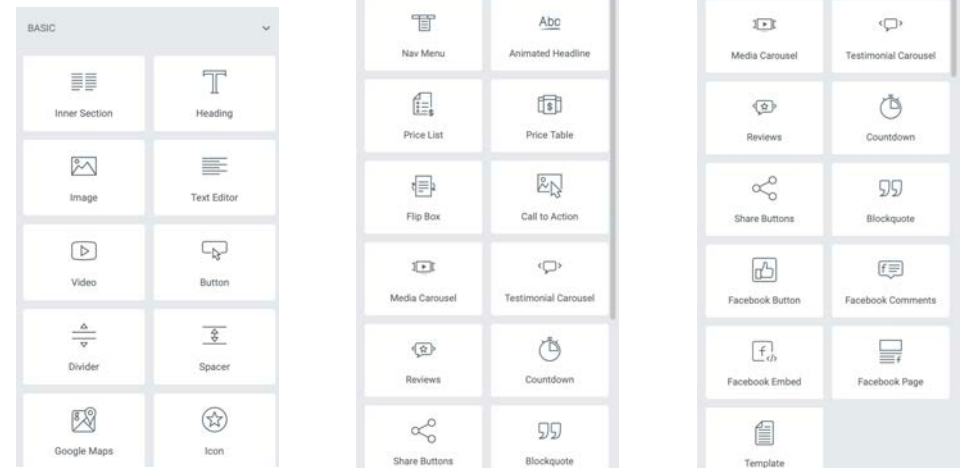 BASIC
Inner Section
Heading
Image
Text Editor
Video
Button
Divider
Spacer
Google Maps
Icon
Nav Menu
Abc
Animated Headline
Price List
Price Table
Flip Box
Call to Action
Media Carousel
Testimonial Carousel
Reviews
Countdown
Share Buttons
Blockquote
Media Carousel
Testimonial Carousel
Reviews
Countdown
Share Buttons
Blockquote
Facebook Button
Facebook Comments
Facebook Embed
Facebook Page
Template